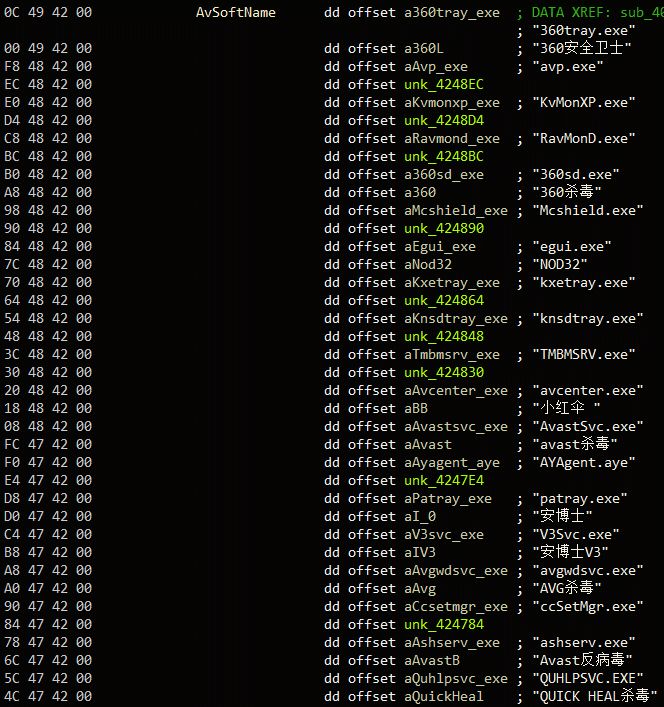 0C 49 42 00 AvSoftName dd offset a360tray_exe ; DATA XREF: sub_40
; "360tray.exe"
00 49 42 00 dd offset a360L ; "360安全卫士"
F8 48 42 00 dd offset aAvp_exe ; "avp.exe"
EC 48 42 00 dd offset unk_4248EC
E0 48 42 00 dd offset aKvmonxp_exe ; "KvMonXP.exe"
D4 48 42 00 dd offset unk_4248D4
C8 48 42 00 dd offset aRavmond_exe ; "RavMonD.exe"
BC 48 42 00 dd offset unk_4248BC
B0 48 42 00 dd offset a360sd_exe ; "360sd.exe"
A8 48 42 00 dd offset a360 ; "360杀毒"
98 48 42 00 dd offset aMcshield_exe ; "Mcshield.exe"
90 48 42 00 dd offset unk_424890
84 48 42 00 dd offset aEgui_exe ; "egui.exe"
7C 48 42 00 dd offset aNod32 ; "NOD32"
70 48 42 00 dd offset aKxetray_exe ; "kxetray.exe"
64 48 42 00 dd offset unk_424864
54 48 42 00 dd offset aKnsdtray_exe ; "knsdtray.exe"
48 48 42 00 dd offset unk_424848
3C 48 42 00 dd offset aTmbmsrv_exe ; "TMBMSRV.exe"
30 48 42 00 dd offset unk_424830
20 48 42 00 dd offset aAvcenter_exe ; "avcenter.exe"
18 48 42 00 dd offset aBB ; "小红伞 "
08 48 42 00 dd offset aAvastsvc_exe ; "AvastSvc.exe"
FC 47 42 00 dd offset aAvast ; "avast杀毒"
F0 47 42 00 dd offset aAyagent_aye ; "AYAgent.aye"
E4 47 42 00 dd offset unk_4247E4
D8 47 42 00 dd offset aPatray_exe ; "patray.exe"
D0 47 42 00 dd offset aI_0 ; "安博士"
C4 47 42 00 dd offset aV3svc_exe ; "V3Svc.exe"
B8 47 42 00 dd offset aIV3 ; "安博士V3"
A8 47 42 00 dd offset aAvgwdsvc_exe ; "avgwdsvc.exe"
A0 47 42 00 dd offset aAvg ; "AVG杀毒"
90 47 42 00 dd offset aCcsetmgr_exe ; "ccSetMgr.exe"
84 47 42 00 dd offset unk_424784
78 47 42 00 dd offset aAshserv_exe ; "ashserv.exe"
6C 47 42 00 dd offset aAvastB ; "Avast反病毒"
5C 47 42 00 dd offset aQuhlpsvc_exe ; "QUHLPSVC.EXE"
4C 47 42 00 dd offset aQuickHeal ; "QUICK HEAL杀毒"